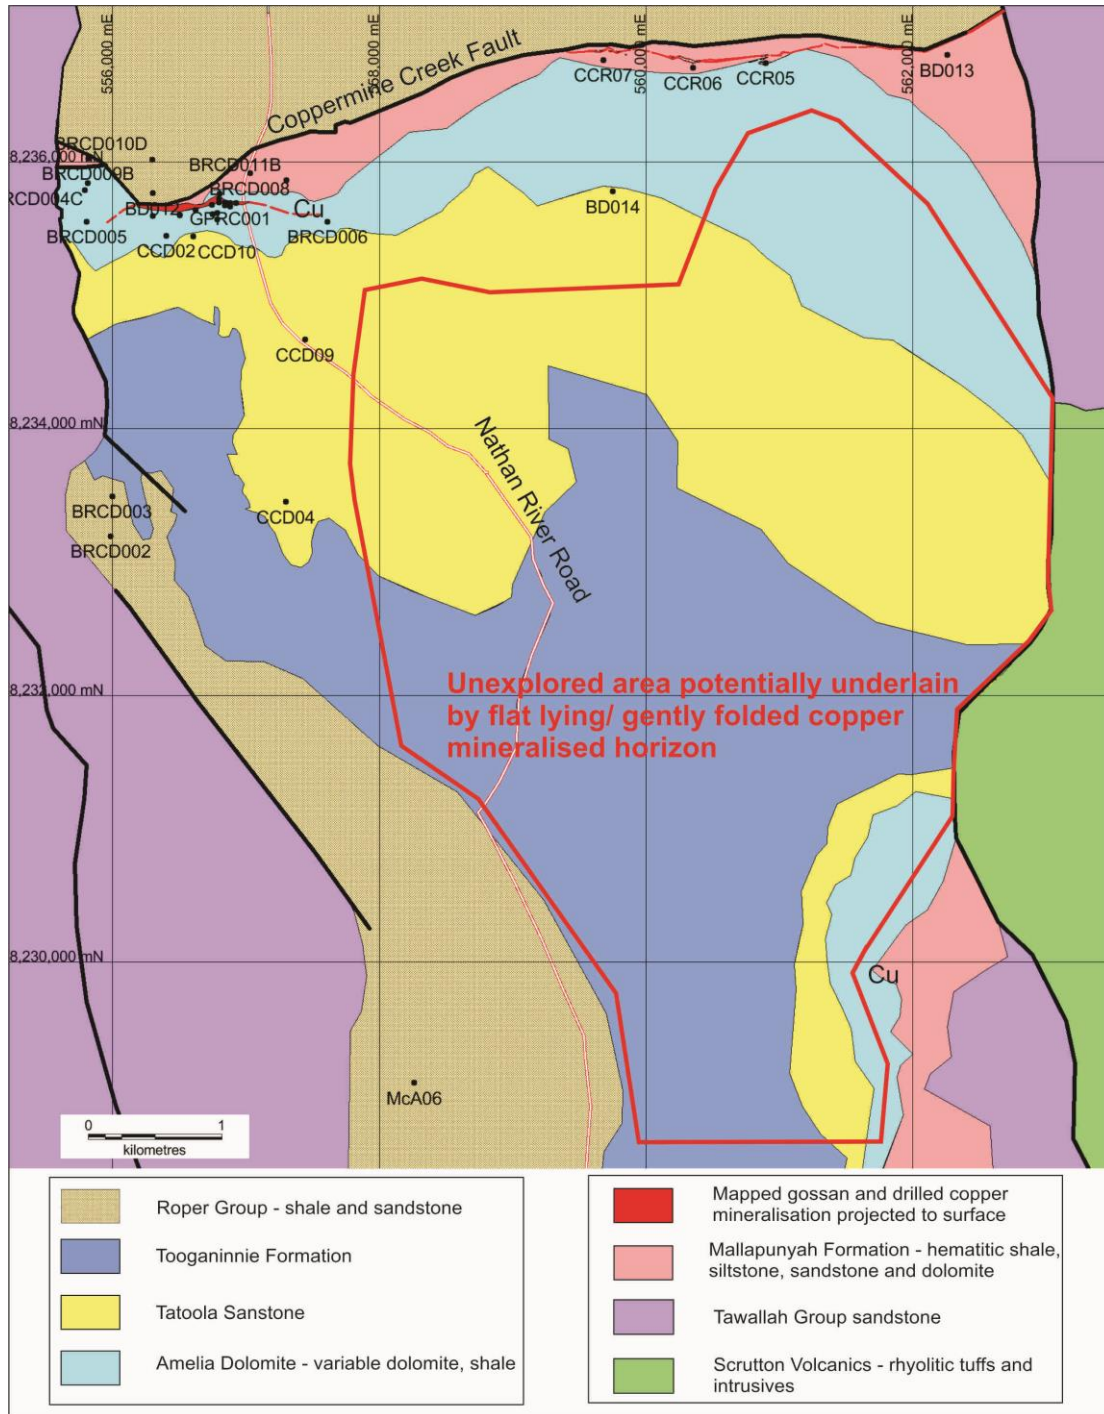 556,000 mE
558,000 mE
560,000 mE
562,000 mE
Coppermine Creek Fault
CCR07
CCR06
CCR05
BD013
BRCD010D
8,236,000 mN
BRCD009B
BRCD011B
BRCD008
RCD004C
BD012
GPRC001
Cu
BD014
BRCD005
CCD02
CCD10
BRCD006
CCD09
8,234,000 mN
Nathan River Road
BRCD003
CCD04
BRCD002
8,232,000 mN
Unexplored area potentially underlain
by flat lying/ gently folded copper
mineralised horizon
8,230,000 mN
Cu
McA06
0 1
kilometres
Roper Group - shale and sandstone
Tooganinnie Formation
Tatoola Sanstone
Amelia Dolomite - variable dolomite, shale
Mapped gossan and drilled copper
mineralisation projected to surface
Mallapunyah Formation - hematitic shale,
siltstone, sandstone and dolomite
Tawallah Group sandstone
Scrutton Volcanics - rhyolitic tuffs and
intrusives